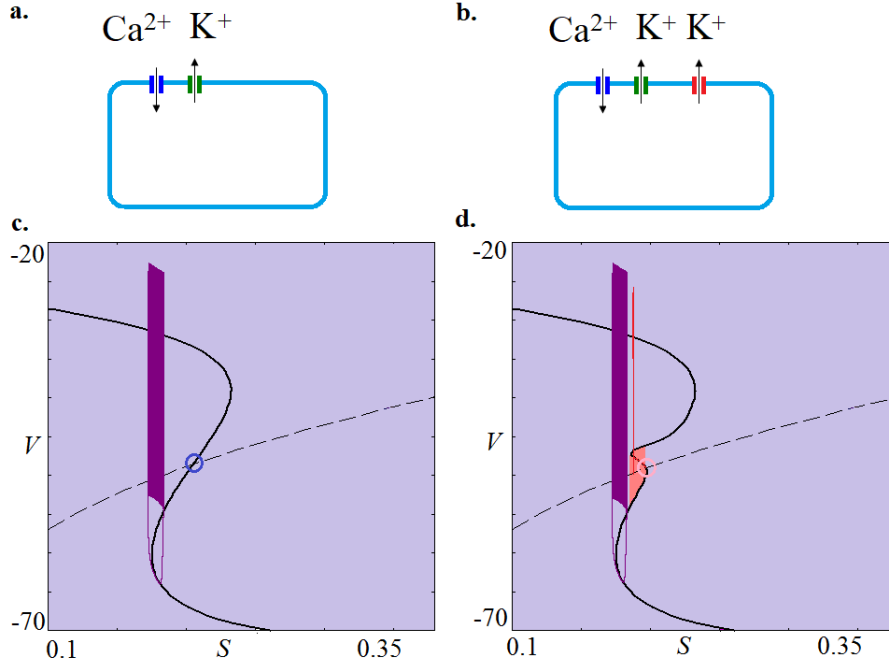 a.
Ca²⁺ K⁺
b.
Ca²⁺ K⁺ K⁺
c.
-20
V
-70
0.1 S 0.35
d.
-20
V
-70
0.1 S 0.35